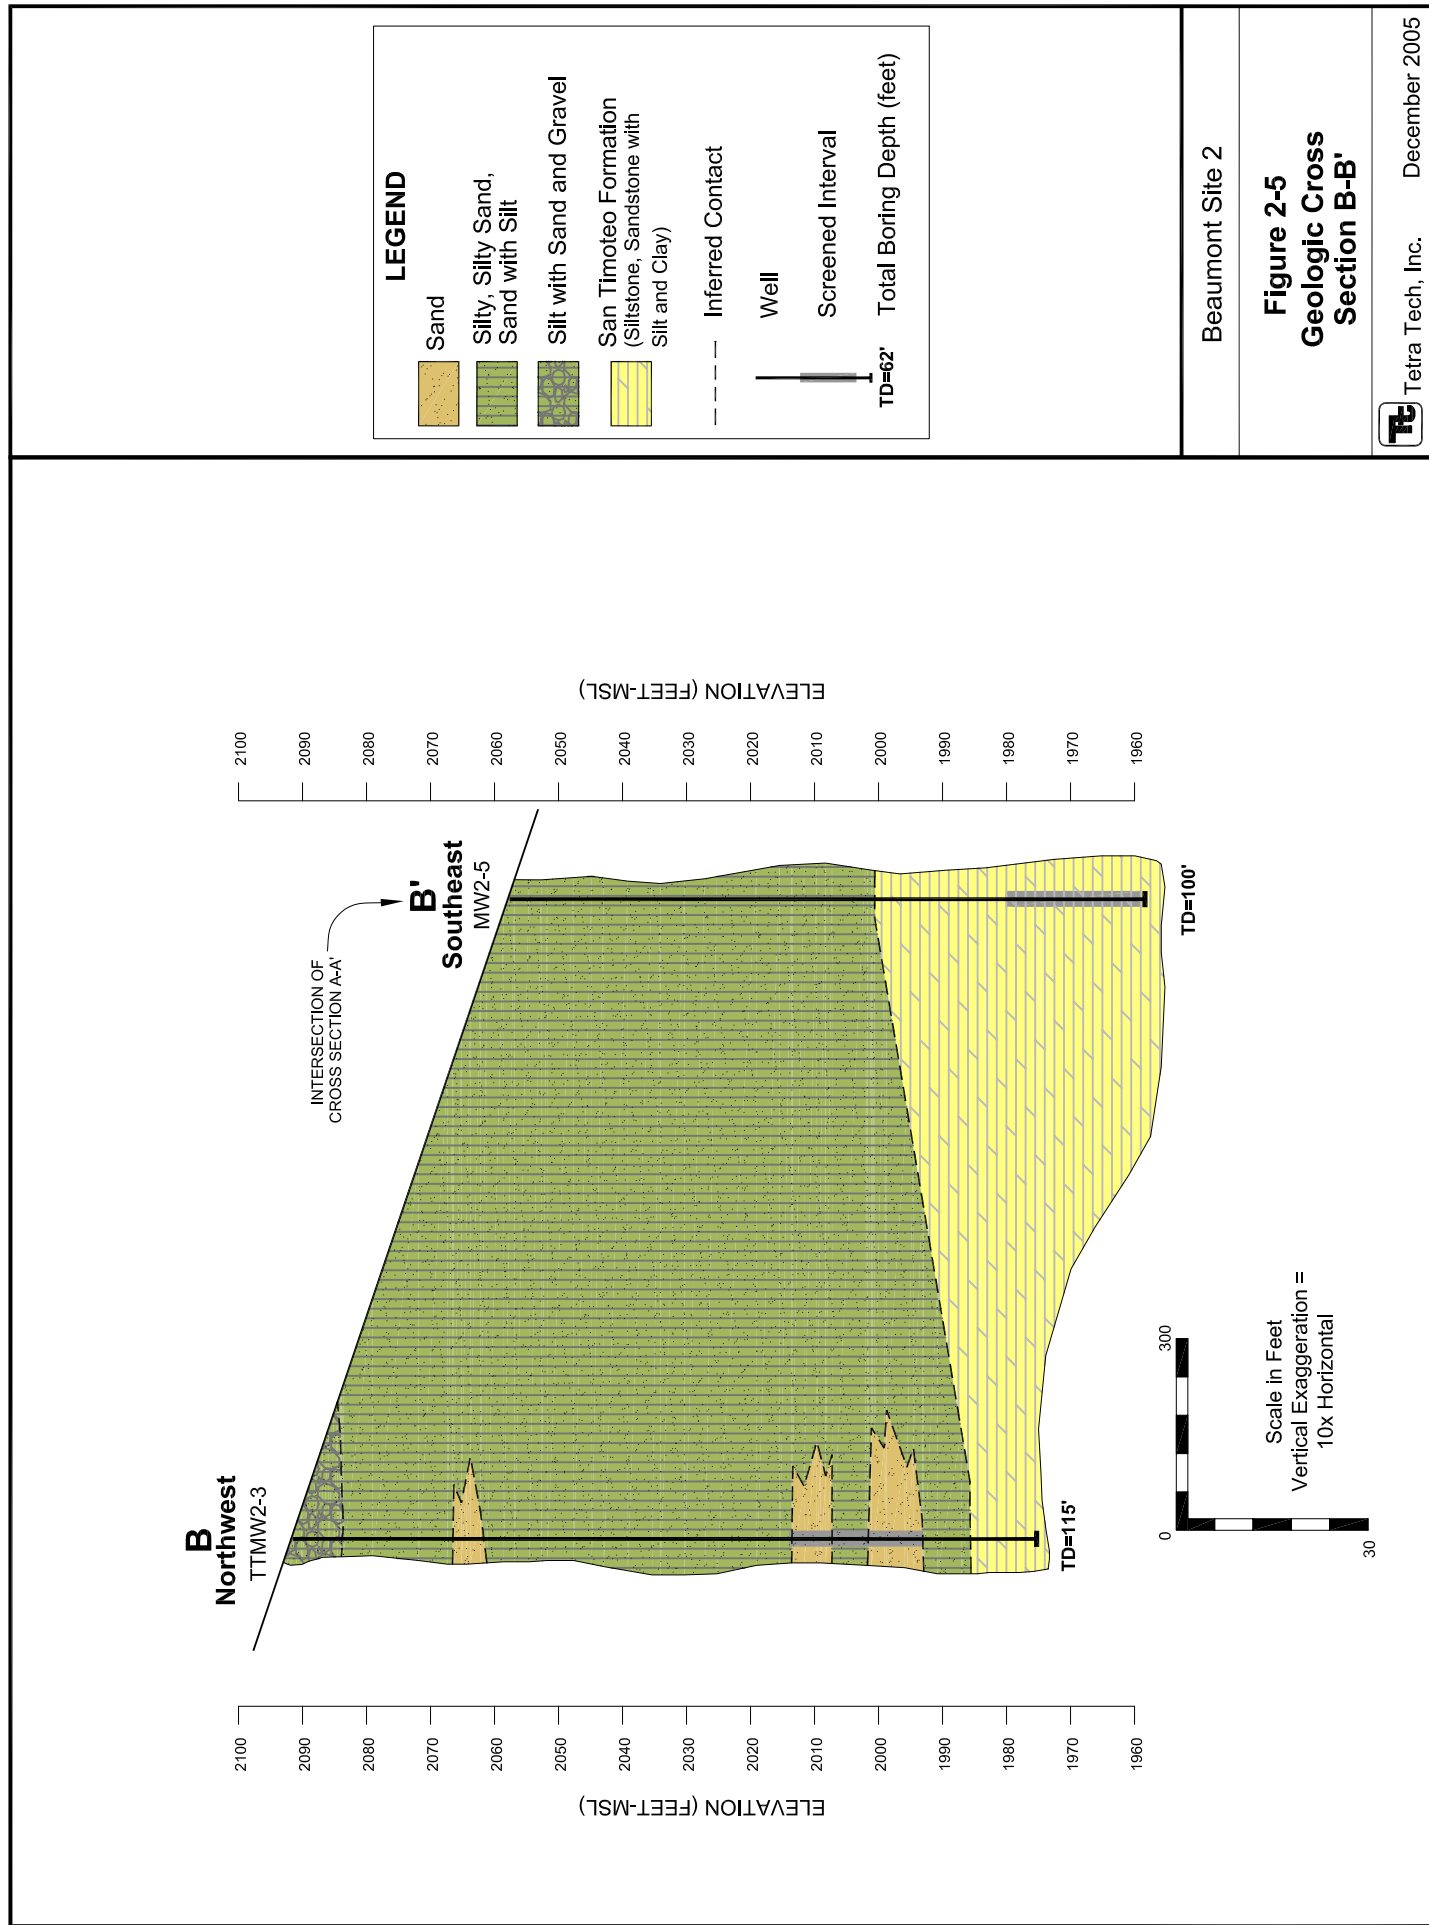 B
Northwest
TTMW2-3
INTERSECTION OF
CROSS SECTION A-A'
B'
Southeast
MW2-5
ELEVATION (FEET-MSL)
2100
2090
2080
2070
2060
2050
2040
2030
2020
2010
2000
1990
1980
1970
1960
ELEVATION (FEET-MSL)
2100
2090
2080
2070
2060
2050
2040
2030
2020
2010
2000
1990
1980
1970
1960
TD=115'
TD=100'
0
300
30
Scale in Feet
Vertical Exaggeration =
10x Horizontal
LEGEND
Sand
Silty, Silty Sand,
Sand with Silt
Silt with Sand and Gravel
San Timoteo Formation
(Siltstone, Sandstone with
Silt and Clay)
Inferred Contact
Well
Screened Interval
TD=62'
Total Boring Depth (feet)
Beaumont Site 2
Figure 2-5
Geologic Cross
Section B-B'
Tt
Tetra Tech, Inc.
December 2005